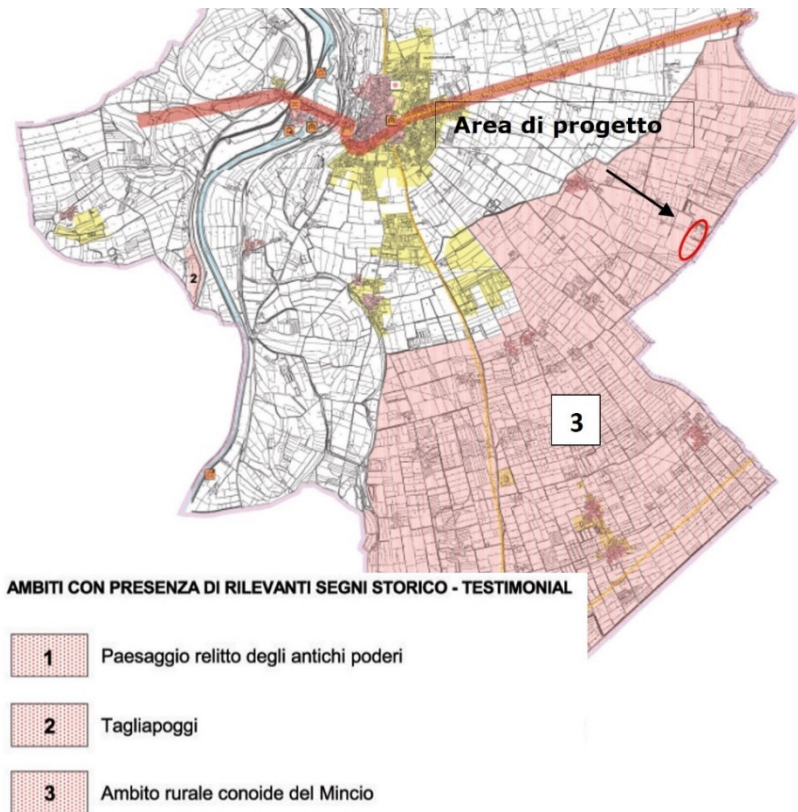 Area di progetto
2
3
AMBITI CON PRESENZA DI RILEVANTI SEGNI STORICO - TESTIMONIAL
1 Paesaggio relitto degli antichi poderi
2 Tagliapoggi
3 Ambito rurale conoide del Mincio